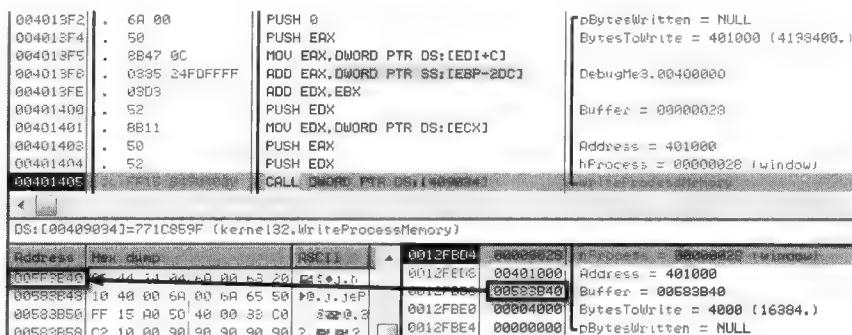 004013F2 . 6A 00 PUSH 0 pBytesWritten = NULL
004013F4 . 50 PUSH EAX BytesToWrite = 401000 (4198400.)
004013F5 . 8B47 0C MOV EAX,DWORD PTR DS:[EDI+C]
004013F8 . 0385 24FDFFFF ADD EAX,DWORD PTR SS:[EBP-2DC] DebugMe3.00400000
004013FE . 03D3 ADD EDX,EBX
00401400 . 52 PUSH EDX Buffer = 00000028
00401401 . 8B11 MOV EDX,DWORD PTR DS:[ECX]
00401403 . 50 PUSH EAX Address = 401000
00401404 . 52 PUSH EDX hProcess = 00000028 (window)
00401405 CALL DWORD PTR DS:[409034] WriteProcessMemory
DS:[00409034]=771C859F (kernel32.WriteProcessMemory)
Address Hex dump ASCII 0012FBD4 00000028 hProcess = 00000028 (window)
00583B40 6A 00 68 20 00401000 Address = 401000
00583B48 10 40 00 6A 00 6A 65 50 00583B40 Buffer = 00583B40
00583B50 FF 15 A0 50 40 00 33 C0 0012FBE0 00004000 BytesToWrite = 4000 (16384.)
00583B58 C2 10 00 90 90 90 90 90 0012FBE4 00000000 pBytesWritten = NULL